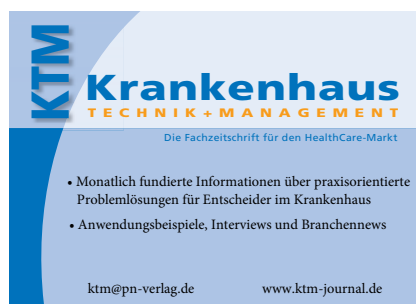 KTM
Krankenhaus
TECHNIK+MANAGEMENT
Die Fachzeitschrift für den HealthCare-Markt
• Monatlich fundierte Informationen über praxisorientierte
Problemlösungen für Entscheider im Krankenhaus
• Anwendungsbeispiele, Interviews und Branchennews
ktm@pn-verlag.de www.ktm-journal.de